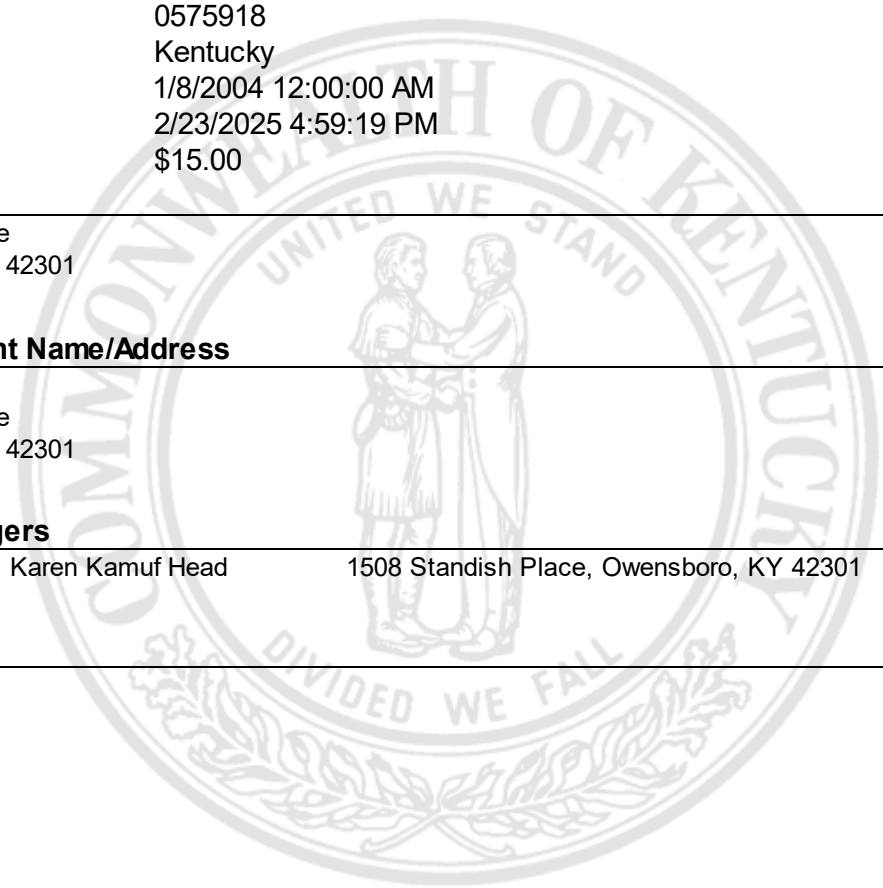 0575918
Kentucky
1/8/2004 12:00:00 AM
2/23/2025 4:59:19 PM
$15.00
COMMONWEALTH OF KENTUCKY
UNITED WE STAND
e
42301
nt Name/Address
e
42301
gers
Karen Kamuf Head 1508 Standish Place, Owensboro, KY 42301
DIVIDED WE FALL